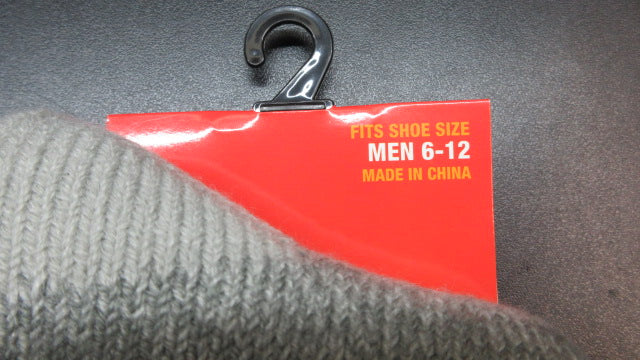 FITS SHOE SIZE
MEN 6-12
MADE IN CHINA